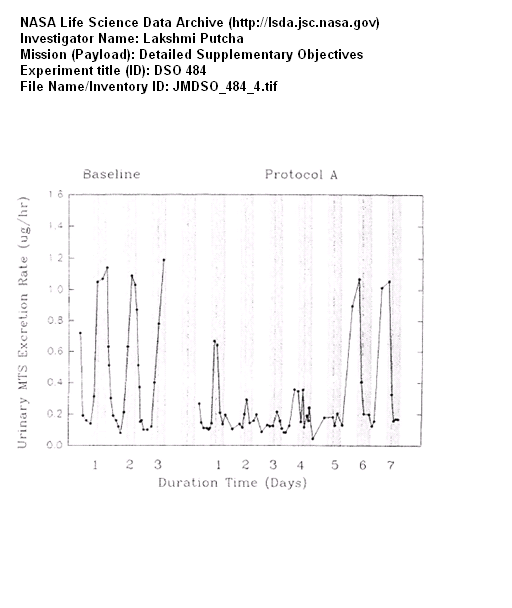 NASA Life Science Data Archive (http://lsda.jsc.nasa.gov)
Investigator Name: Lakshmi Putcha
Mission (Payload): Detailed Supplementary Objectives
Experiment title (ID): DSO 484
File Name/Inventory ID: JMDSO_484_4.tif
Baseline Protocol A
Urinary MTS Excretion Rate (ug/hr)
1.6
1.4
1.2
1.0
0.8
0.6
0.4
0.2
0.0
1 2 3 1 2 3 4 5 6 7
Duration Time (Days)